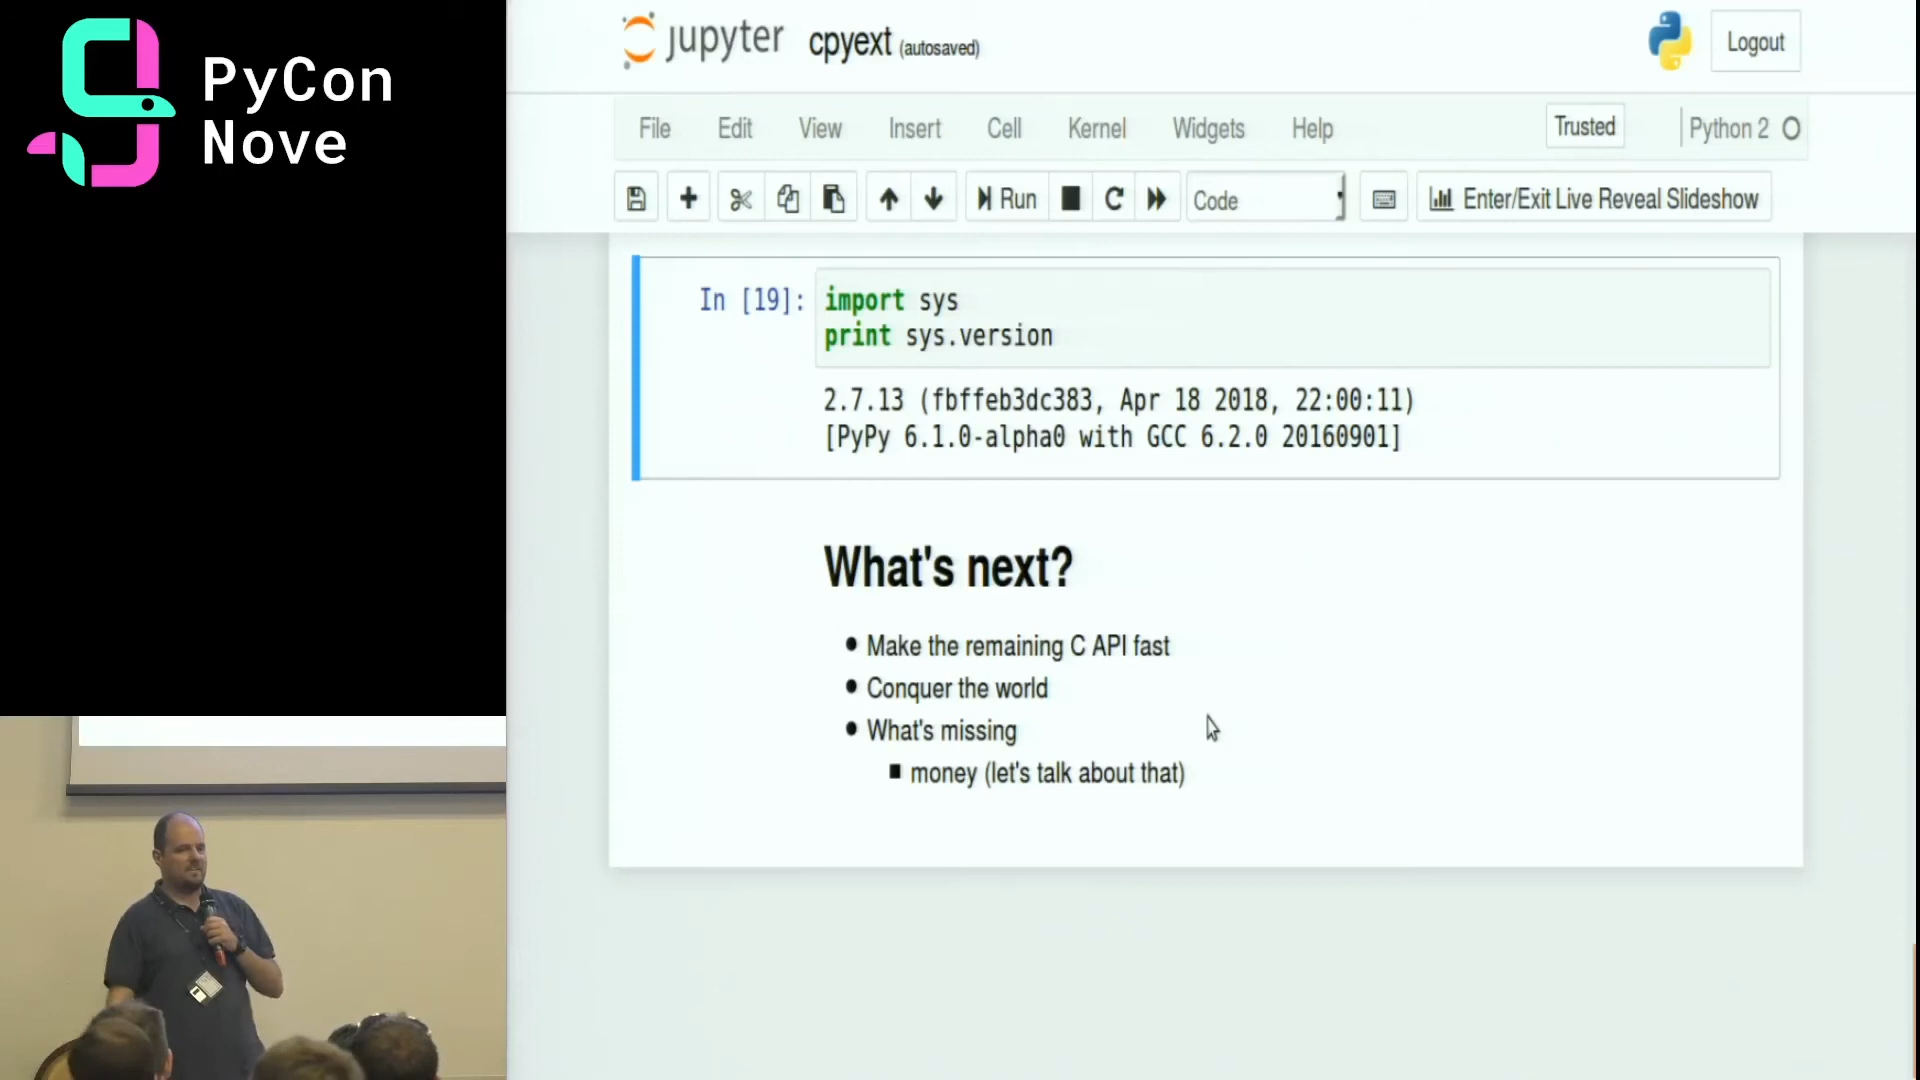 PyCon
Nove
jupyter cpyext (autosaved)
Logout
File Edit View Insert Cell Kernel Widgets Help
Trusted
Python 2
Run
Code
Enter/Exit Live Reveal Slideshow
In [19]:
import sys
print sys.version
2.7.13 (fbffeb3dc383, Apr 18 2018, 22:00:11)
[PyPy 6.1.0-alpha0 with GCC 6.2.0 20160901]
What's next?
Make the remaining C API fast
Conquer the world
What's missing
money (let's talk about that)